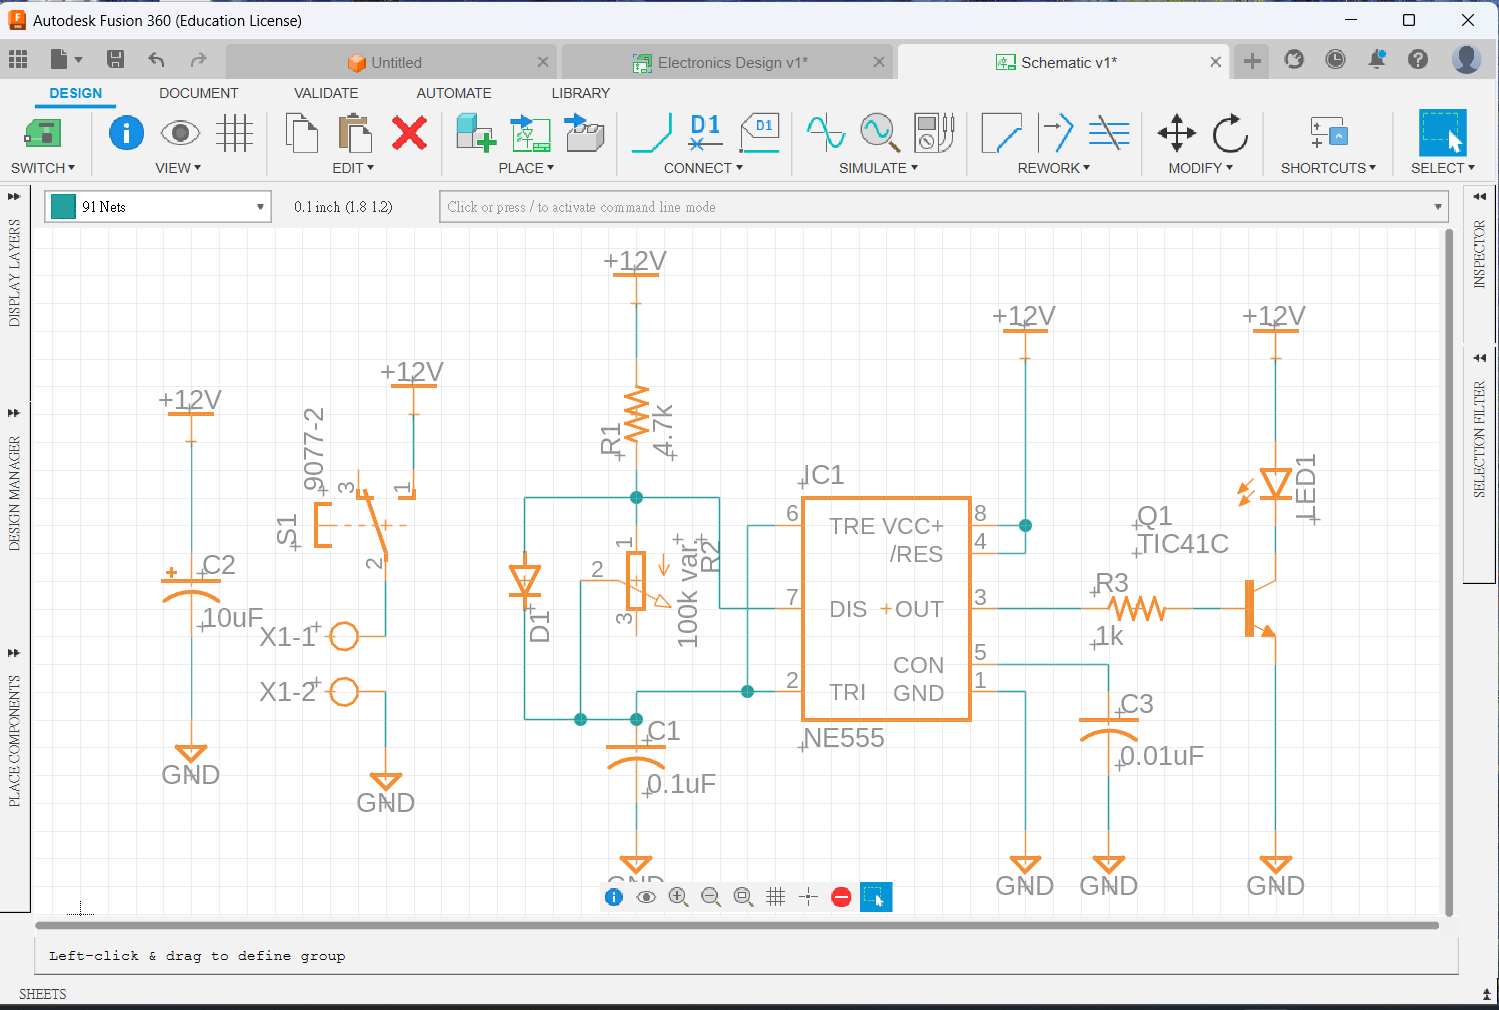 Autodesk Fusion 360 (Education License)
Untitled
Electronics Design v1*
Schematic v1*
DESIGN
DOCUMENT
VALIDATE
AUTOMATE
LIBRARY
D1
D1
SWITCH
VIEW
EDIT
PLACE
CONNECT
SIMULATE
REWORK
MODIFY
SHORTCUTS
SELECT
91 Nets
0.1 inch (1.8 1.2)
Click or press / to activate command line mode
DISPLAY LAYERS
DESIGN MANAGER
PLACE COMPONENTS
INSPECTOR
SELECTION FILTER
+12V
C2
10uF
GND
+12V
9077-2
S1
3
1
2
X1-1
X1-2
GND
+12V
R1
4.7k
D1
1
2
3
100k var.
R2
C1
0.1uF
GND
IC1
6
7
2
TRE VCC+
/RES
DIS +OUT
CON
TRI
GND
8
4
3
5
1
NE555
+12V
GND
R3
1k
C3
0.01uF
GND
+12V
LED1
Q1
TIC41C
GND
Left-click & drag to define group
SHEETS